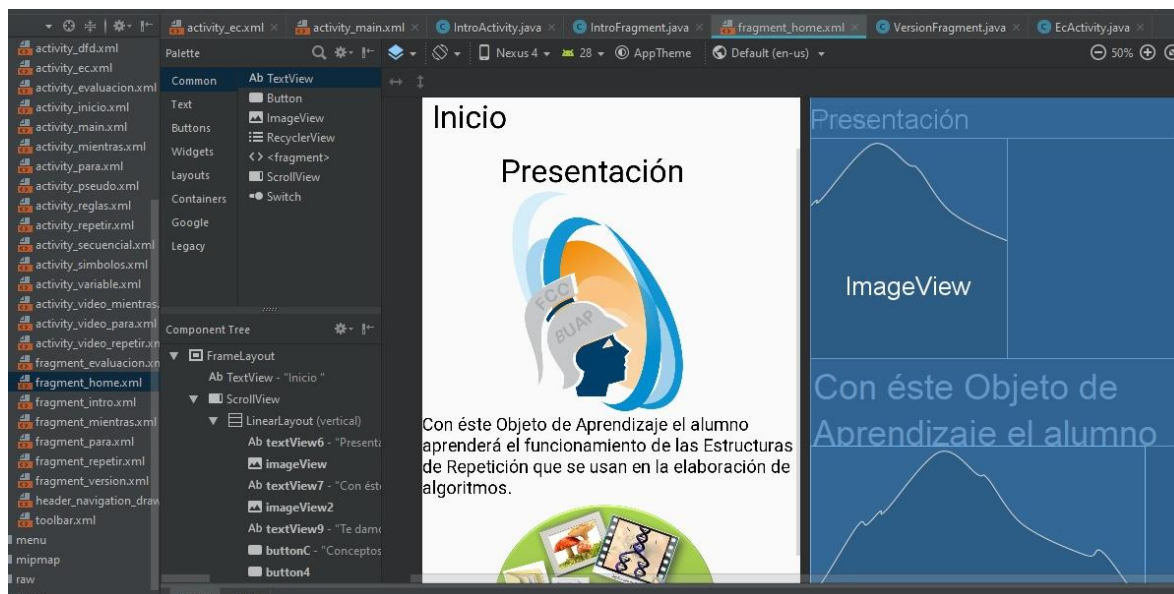 activity_ec.xml
activity_main.xml
IntroActivity.java
IntroFragment.java
fragment_home.xml
VersionFragment.java
EcActivity.java
activity_dfd.xml
activity_ec.xml
activity_evaluacion.xml
activity_inicio.xml
activity_main.xml
activity_mientras.xml
activity_para.xml
activity_pseudo.xml
activity_reglas.xml
activity_repetir.xml
activity_secuencial.xml
activity_simbolos.xml
activity_variable.xml
activity_video_mientras.
activity_video_para.xml
activity_video_repetir.xn
fragment_evaluacion.xn
fragment_home.xml
fragment_intro.xml
fragment_mientras.xml
fragment_para.xml
fragment_repetir.xml
fragment_version.xml
header_navigation_draw
toolbar.xml
menu
mipmap
raw
Palette
Common
Text
Buttons
Widgets
Layouts
Containers
Google
Legacy
Ab TextView
Button
ImageView
RecyclerView
<fragment>
ScrollView
Switch
Component Tree
FrameLayout
Ab TextView - "Inicio "
ScrollView
LinearLayout (vertical)
Ab textView6 - "Presenta
imageView
Ab textView7 - "Con ést
imageView2
Ab textView9 - "Te damo
buttonC - "Conceptos
button4
Nexus 4
28
AppTheme
Default (en-us)
50%
Inicio
Presentación
FCC
BUAP
Con éste Objeto de Aprendizaje el alumno
aprenderá el funcionamiento de las Estructuras
de Repetición que se usan en la elaboración de
algoritmos.
Presentación
ImageView
Con éste Objeto de
Aprendizaje el alumno